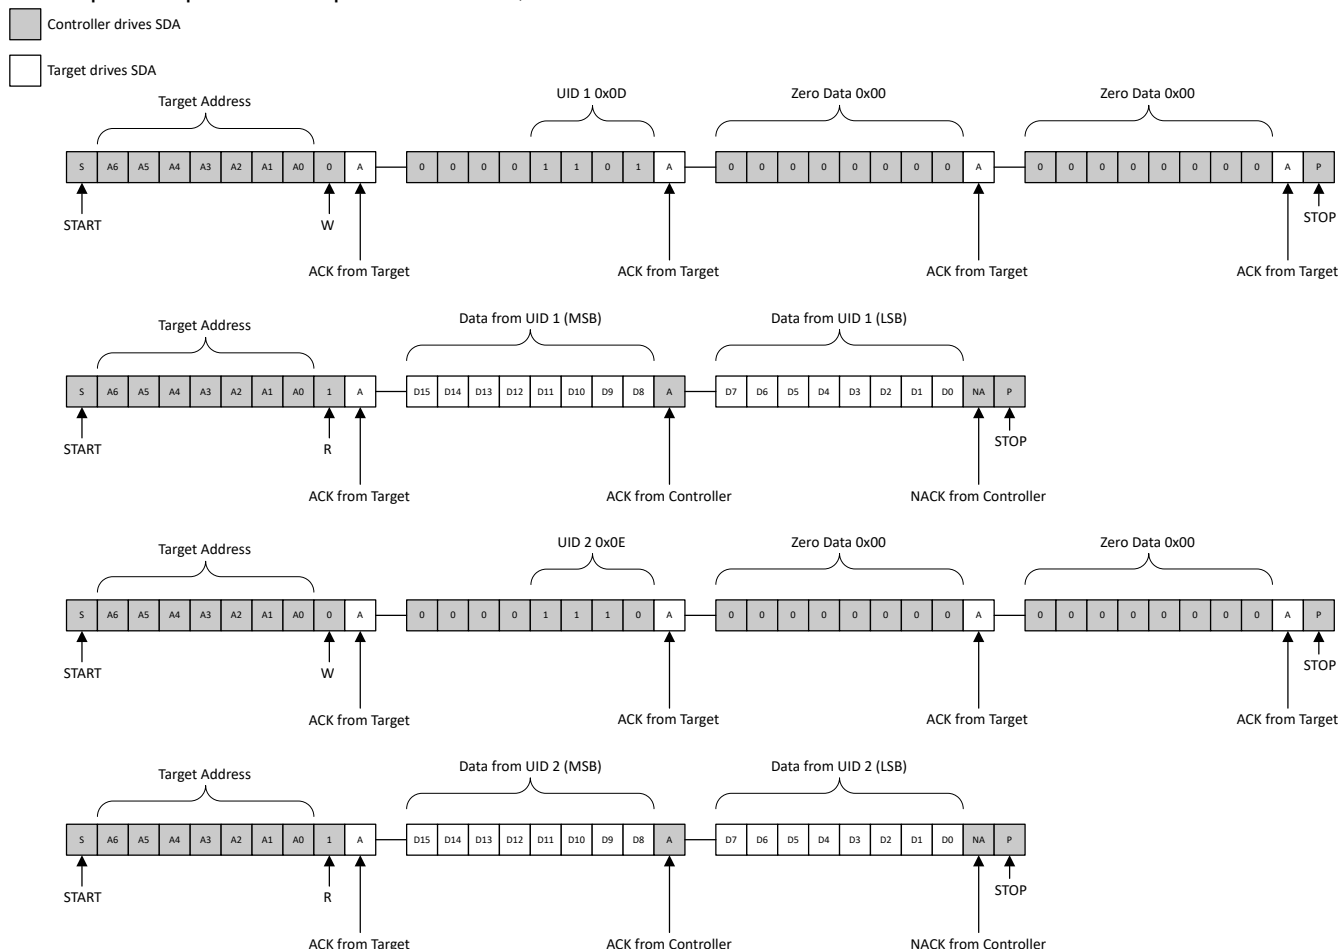 Controller drives SDA
Target drives SDA
Target Address
UID 1 0x0D
Zero Data 0x00
Zero Data 0x00
S A6 A5 A4 A3 A2 A1 A0 0 A 0 0 0 0 1 1 0 1 A 0 0 0 0 0 0 0 0 A 0 0 0 0 0 0 0 0 A P
START
W
STOP
ACK from Target
ACK from Target
ACK from Target
ACK from Target
Target Address
Data from UID 1 (MSB)
Data from UID 1 (LSB)
S A6 A5 A4 A3 A2 A1 A0 1 A D15 D14 D13 D12 D11 D10 D9 D8 A D7 D6 D5 D4 D3 D2 D1 D0 NA P
START
R
STOP
ACK from Target
ACK from Controller
NACK from Controller
Target Address
UID 2 0x0E
Zero Data 0x00
Zero Data 0x00
S A6 A5 A4 A3 A2 A1 A0 0 A 0 0 0 0 1 1 1 0 A 0 0 0 0 0 0 0 0 A 0 0 0 0 0 0 0 0 A P
START
W
STOP
ACK from Target
ACK from Target
ACK from Target
ACK from Target
Target Address
Data from UID 2 (MSB)
Data from UID 2 (LSB)
S A6 A5 A4 A3 A2 A1 A0 1 A D15 D14 D13 D12 D11 D10 D9 D8 A D7 D6 D5 D4 D3 D2 D1 D0 NA P
START
R
STOP
ACK from Target
ACK from Controller
NACK from Controller